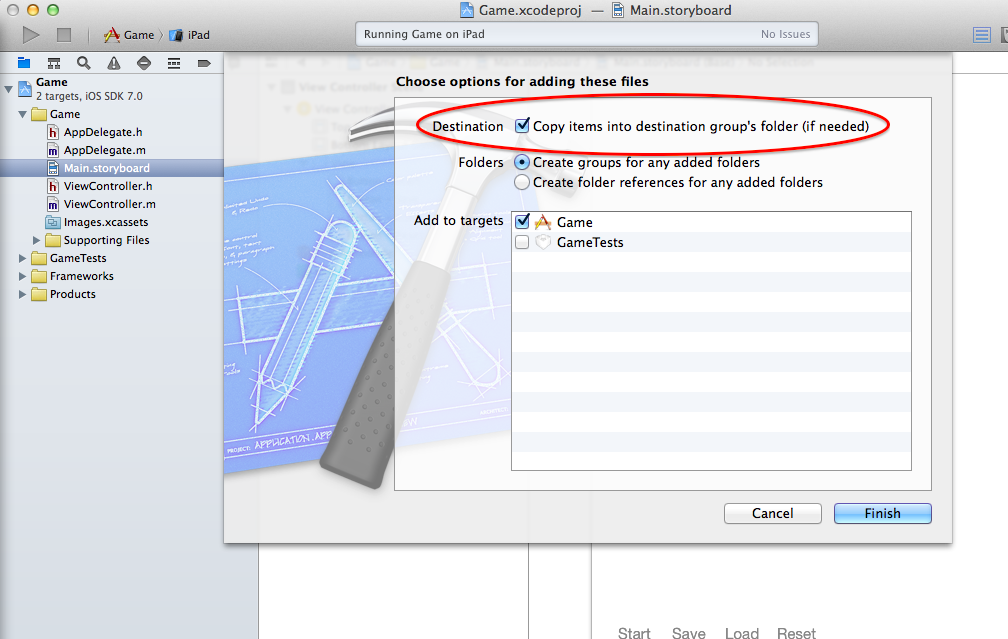 Game.xcodeproj — Main.storyboard
Game iPad
Running Game on iPad No Issues
Game
2 targets, iOS SDK 7.0
Game
AppDelegate.h
AppDelegate.m
Main.storyboard
ViewController.h
ViewController.m
Images.xcassets
Supporting Files
GameTests
Frameworks
Products
Choose options for adding these files
Destination Copy items into destination group's folder (if needed)
Folders Create groups for any added folders
Create folder references for any added folders
Add to targets Game
GameTests
PROJECT: APPLICATION.APP
Cancel Finish
Start Save Load Reset